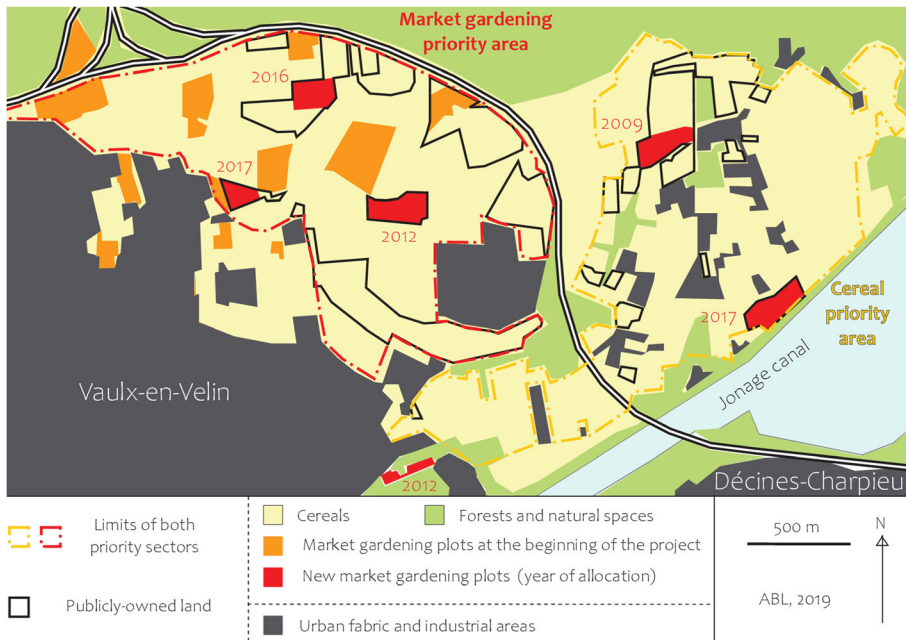 Market gardening
priority area
2016
2009
2017
2012
2017
Cereal
priority
area
Jonage canal
Vaulx-en-Velin
2012
Décines-Charpieu
Limits of both
priority sectors
Publicly-owned land
Cereals
Forests and natural spaces
Market gardening plots at the beginning of the project
New market gardening plots (year of allocation)
Urban fabric and industrial areas
500 m
N
ABL, 2019